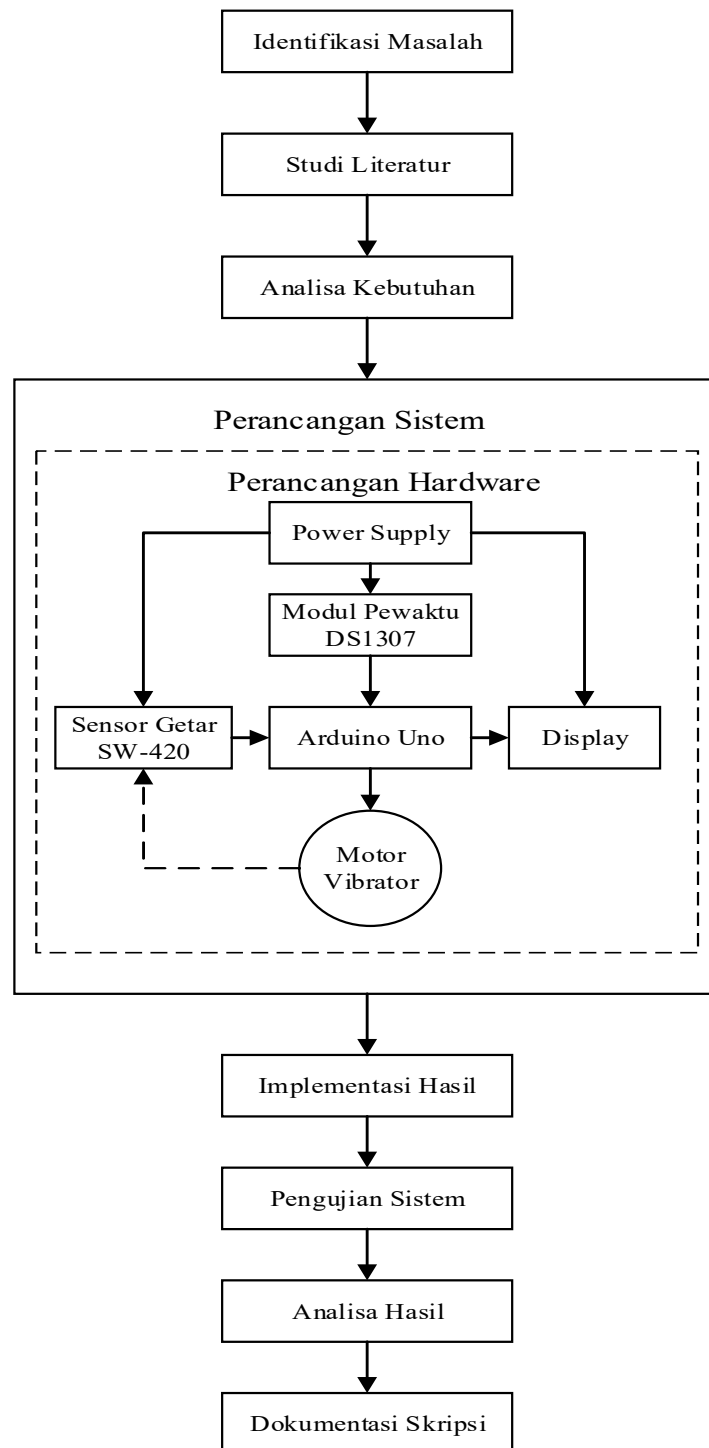 Identifikasi Masalah
Studi Literatur
Analisa Kebutuhan
Perancangan Sistem
Perancangan Hardware
Power Supply
Modul Pewaktu
DS1307
Sensor Getar
SW-420
Arduino Uno
Display
Motor
Vibrator
Implementasi Hasil
Pengujian Sistem
Analisa Hasil
Dokumentasi Skripsi